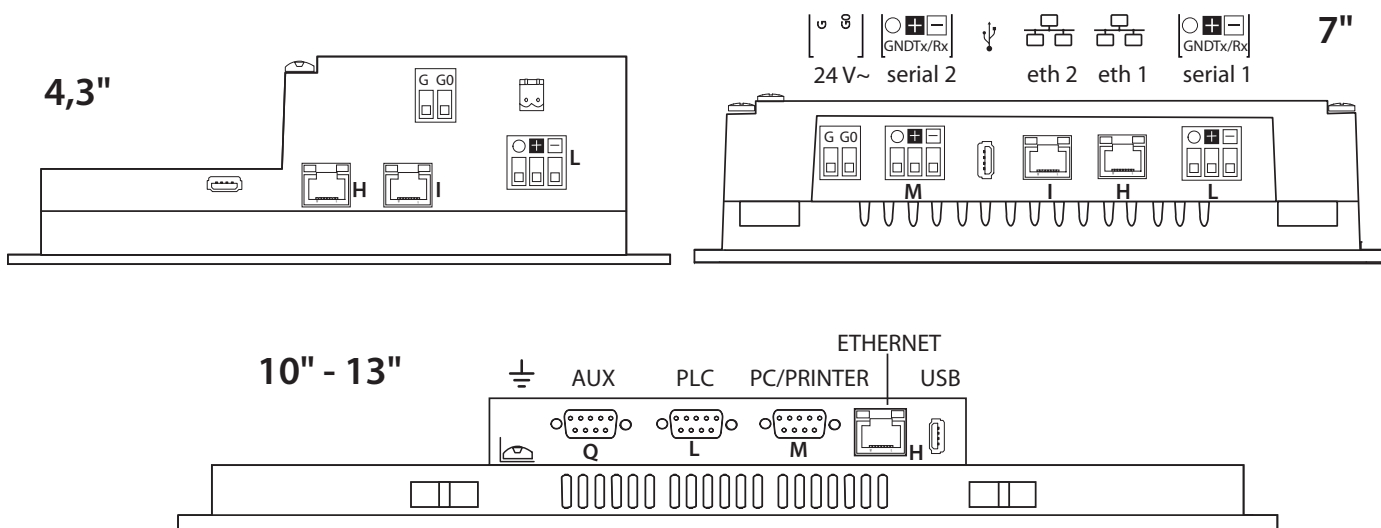 4,3"
G G0
L
H
I
7"
G G0
GNDTx/Rx
GNDTx/Rx
24 V~ serial 2 eth 2 eth 1 serial 1
G G0
M
I
H
L
10" - 13"
ETHERNET
AUX PLC PC/PRINTER USB
Q
L
M
H